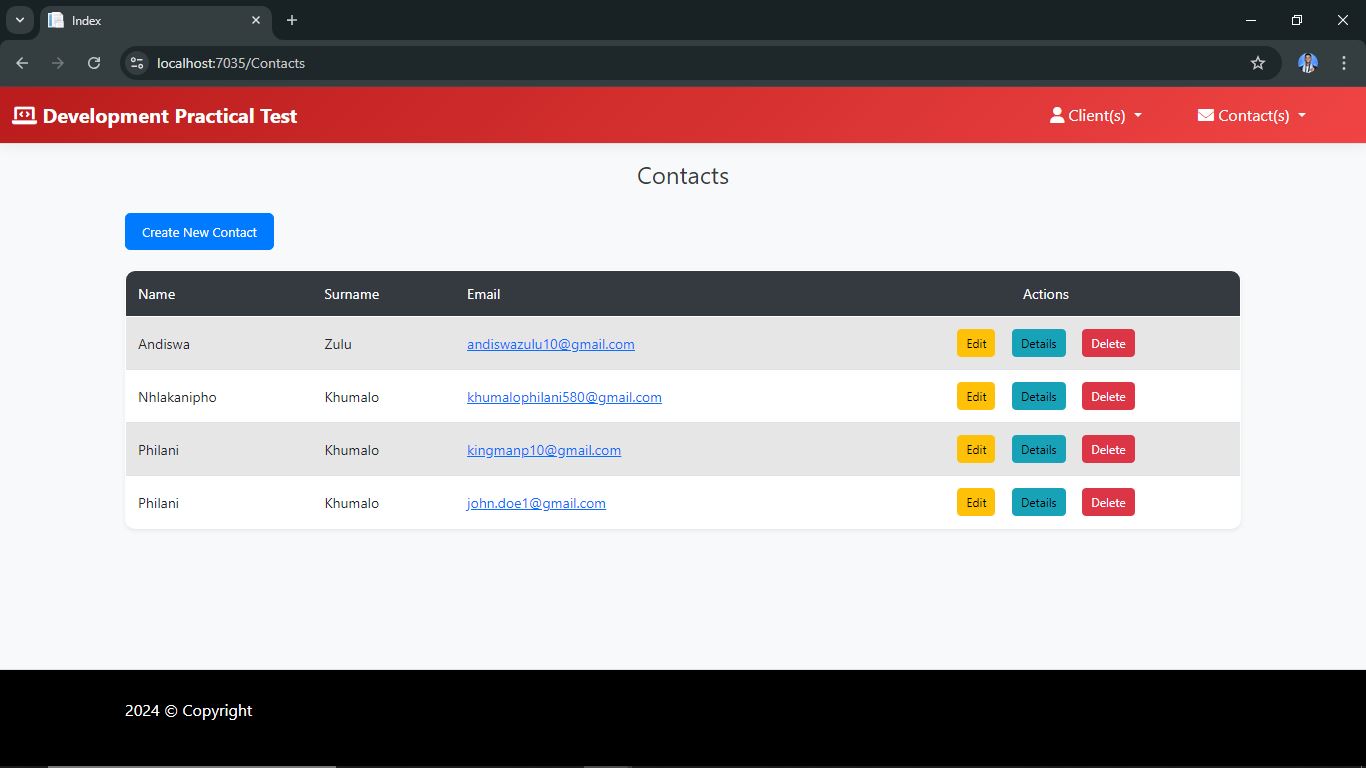 Index
localhost:7035/Contacts
Development Practical Test Client(s) Contact(s)
Contacts
Create New Contact
Name Surname Email Actions
Andiswa Zulu andiswazulu10@gmail.com Edit Details Delete
Nhlakanipho Khumalo khumalophilani580@gmail.com Edit Details Delete
Philani Khumalo kingmanp10@gmail.com Edit Details Delete
Philani Khumalo john.doe1@gmail.com Edit Details Delete
2024 © Copyright